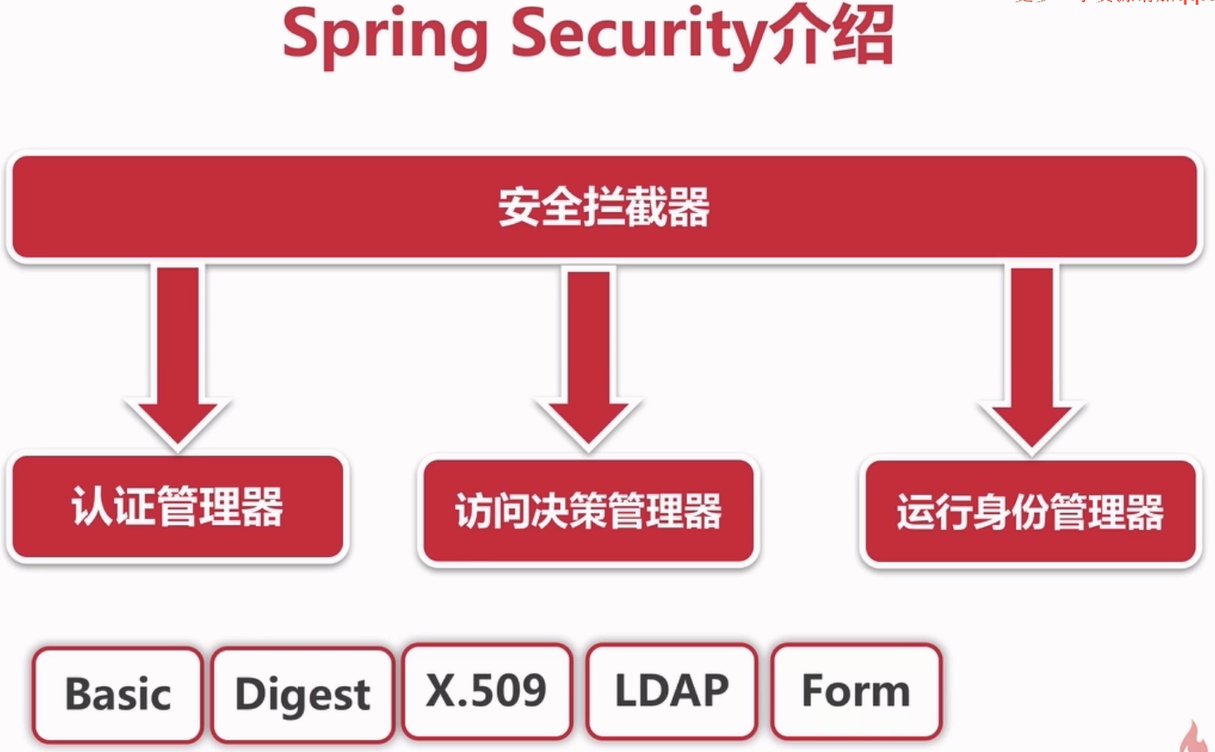 Spring Security介绍
安全拦截器
认证管理器
访问决策管理器
运行身份管理器
Basic
Digest
X.509
LDAP
Form